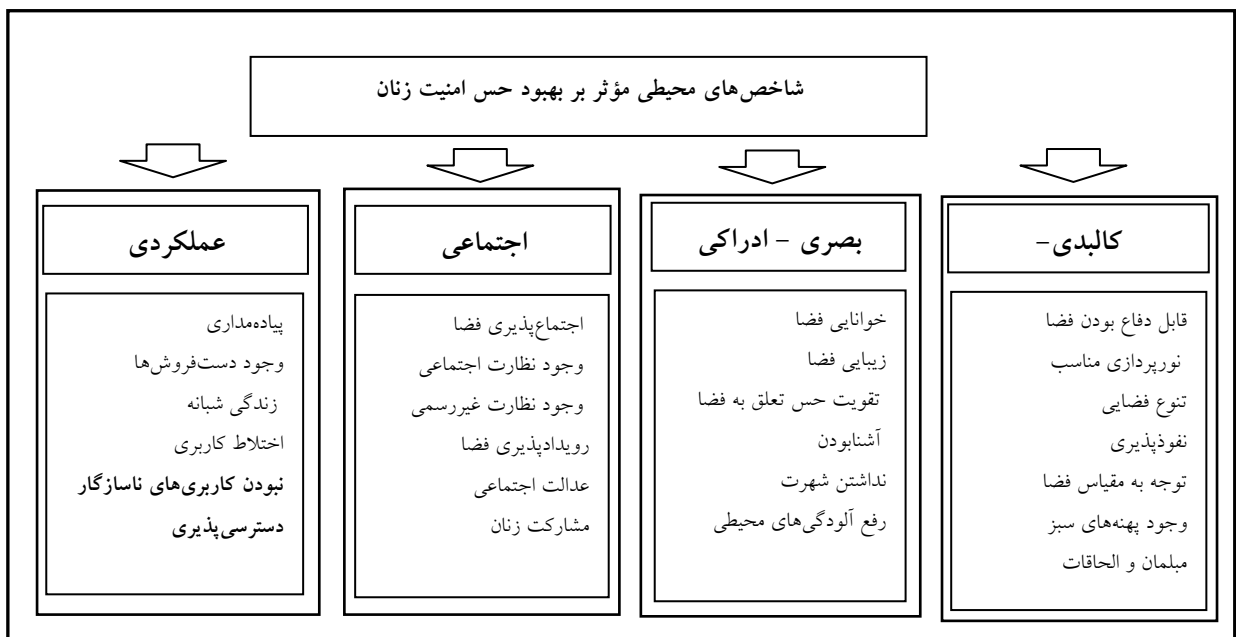 شاخص‌های محیطی مؤثر بر بهبود حس امنیت زنان
کالبدی-
قابل دفاع بودن فضا
نورپردازی مناسب
تنوع فضایی
نفوذپذیری
توجه به مقیاس فضا
وجود پهنه‌های سبز
مبلمان و الحاقات
بصری - ادراکی
خوانایی فضا
زیبایی فضا
تقویت حس تعلق به فضا
آشنابودن
نداشتن شهرت
رفع آلودگی‌های محیطی
اجتماعی
اجتماع‌پذیری فضا
وجود نظارت اجتماعی
وجود نظارت غیررسمی
رویدادپذیری فضا
عدالت اجتماعی
مشارکت زنان
عملکردی
پیاده‌مداری
وجود دست‌فروش‌ها
زندگی شبانه
اختلاط کاربری
نبودن کاربری‌های ناسازگار
دسترسی‌پذیری